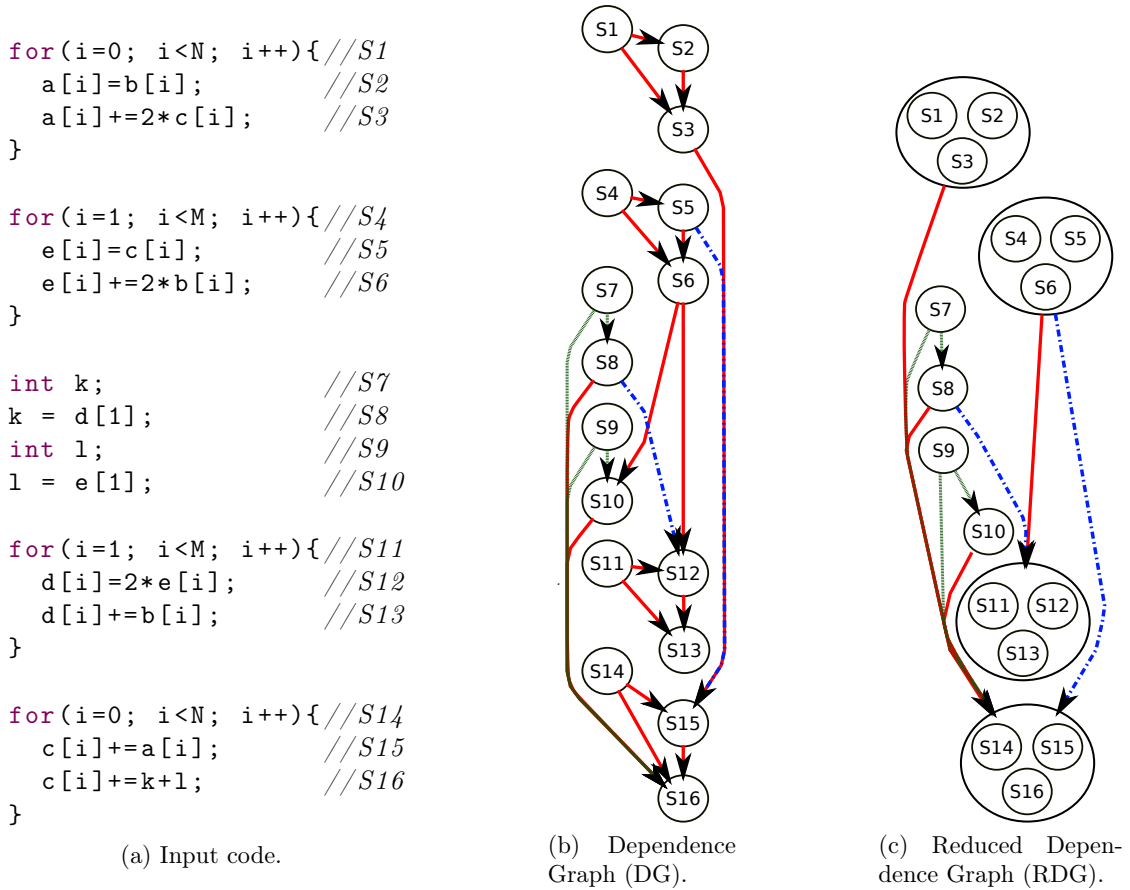 for(i=0; i<N; i++){//S1
a[i]=b[i]; //S2
a[i]+=2*c[i]; //S3
}
for(i=1; i<M; i++){//S4
e[i]=c[i]; //S5
e[i]+=2*b[i]; //S6
}
int k; //S7
k = d[1]; //S8
int l; //S9
l = e[1]; //S10
for(i=1; i<M; i++){//S11
d[i]=2*e[i]; //S12
d[i]+=b[i]; //S13
}
for(i=0; i<N; i++){//S14
c[i]+=a[i]; //S15
c[i]+=k+l; //S16
}
(a) Input code.
S1
S2
S3
S4
S5
S6
S7
S8
S9
S10
S11
S12
S13
S14
S15
S16
(b) Dependence
Graph (DG).
S1 S2
S3
S4 S5
S6
S7
S8
S9
S10
S11 S12
S13
S14 S15
S16
(c) Reduced Depen-
dence Graph (RDG).